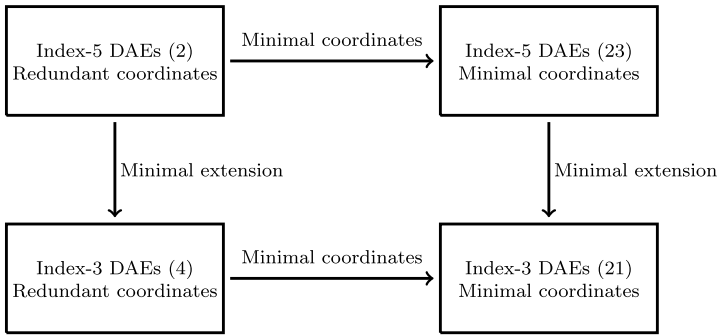 Index-5 DAEs (2)
Redundant coordinates
Minimal coordinates
Index-5 DAEs (23)
Minimal coordinates
Minimal extension
Minimal extension
Index-3 DAEs (4)
Redundant coordinates
Minimal coordinates
Index-3 DAEs (21)
Minimal coordinates